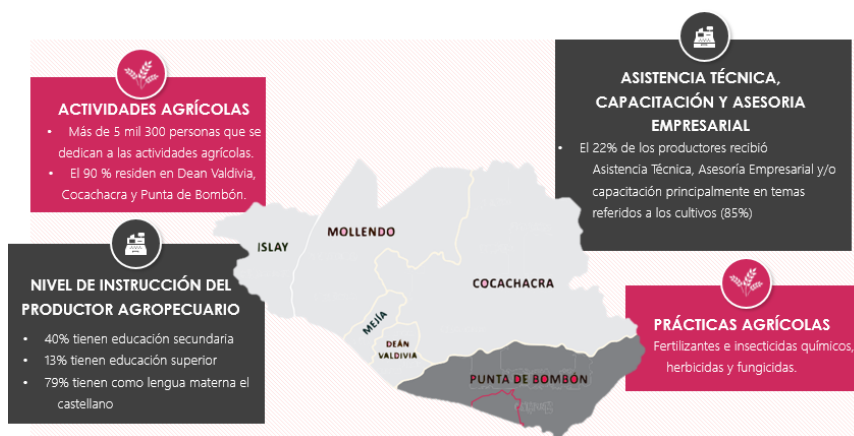 ACTIVIDADES AGRÍCOLAS
• Más de 5 mil 300 personas que se
dedican a las actividades agrícolas.
• El 90 % residen en Dean Valdivia,
Cocachacra y Punta de Bombón.
ASISTENCIA TÉCNICA,
CAPACITACIÓN Y ASESORIA
EMPRESARIAL
• El 22% de los productores recibió
Asistencia Técnica, Asesoría Empresarial y/o
capacitación principalmente en temas
referidos a los cultivos (85%)
NIVEL DE INSTRUCCIÓN DEL
PRODUCTOR AGROPECUARIO
• 40% tienen educación secundaria
• 13% tienen educación superior
• 79% tienen como lengua materna el
castellano
ISLAY
MOLLENDO
COCACHACRA
MEJÍA
DEÁN
VALDIVIA
PUNTA DE BOMBÓN
PRÁCTICAS AGRÍCOLAS
Fertilizantes e insecticidas químicos,
herbicidas y fungicidas.